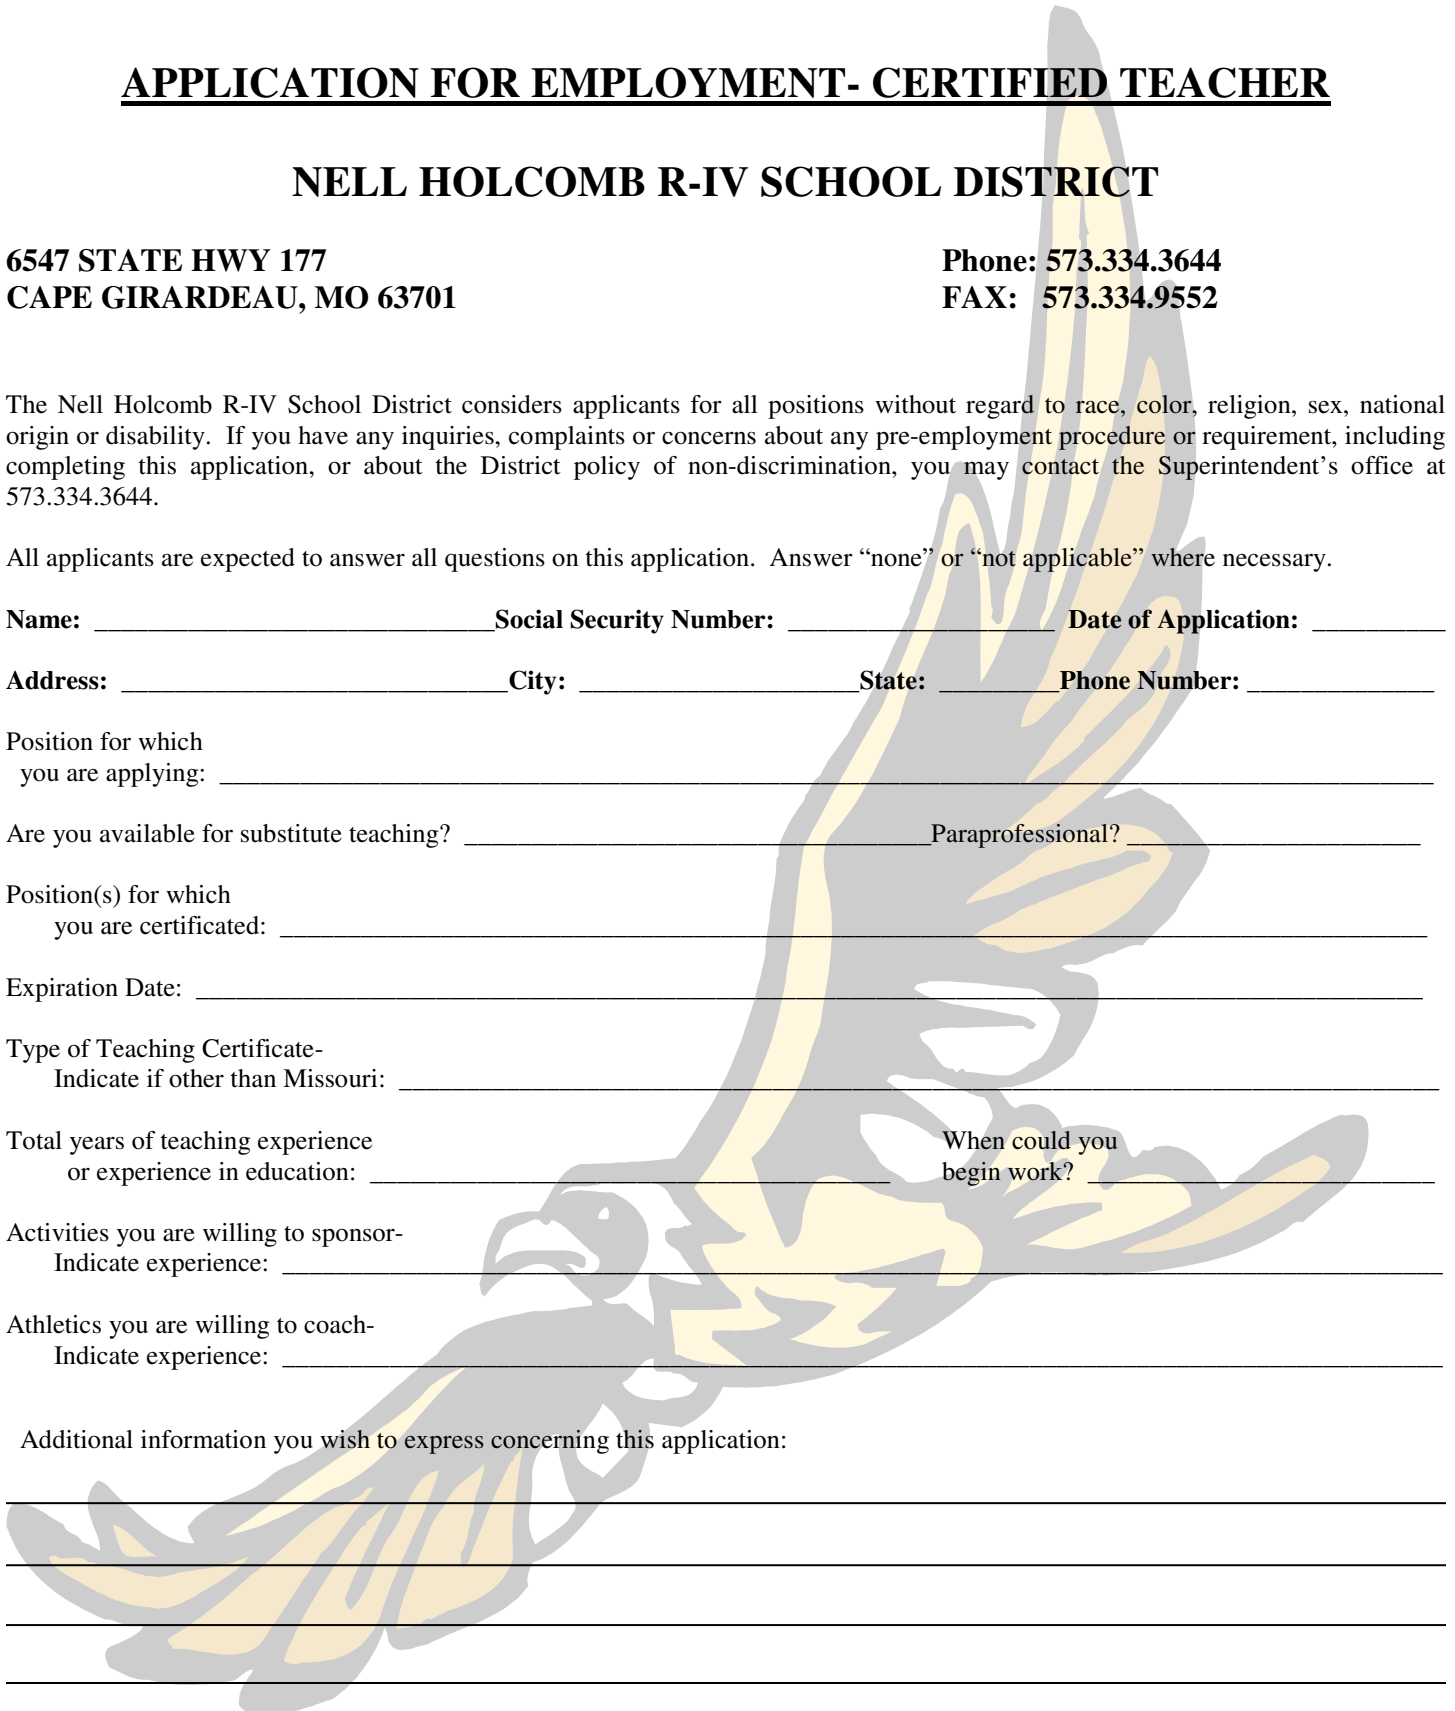 APPLICATION FOR EMPLOYMENT- CERTIFIED TEACHER
NELL HOLCOMB R-IV SCHOOL DISTRICT
6547 STATE HWY 177 Phone: 573.334.3644
CAPE GIRARDEAU, MO 63701 FAX: 573.334.9552
The Nell Holcomb R-IV School District considers applicants for all positions without regard to race, color, religion, sex, national
origin or disability. If you have any inquiries, complaints or concerns about any pre-employment procedure or requirement, including
completing this application, or about the District policy of non-discrimination, you may contact the Superintendent’s office at
573.334.3644.
All applicants are expected to answer all questions on this application. Answer “none” or “not applicable” where necessary.
Name: ______________________________Social Security Number: ____________________ Date of Application: __________
Address: _____________________________City: _____________________State: _________Phone Number: ______________
Position for which
you are applying: ____________________________________________________________________________________________
Are you available for substitute teaching? ___________________________________Paraprofessional? ______________________
Position(s) for which
you are certificated: ______________________________________________________________________________________
Expiration Date: ____________________________________________________________________________________________
Type of Teaching Certificate-
Indicate if other than Missouri: ______________________________________________________________________________
Total years of teaching experience When could you
or experience in education: _______________________________________ begin work? __________________________
Activities you are willing to sponsor-
Indicate experience: _______________________________________________________________________________________
Athletics you are willing to coach-
Indicate experience: _______________________________________________________________________________________
Additional information you wish to express concerning this application: